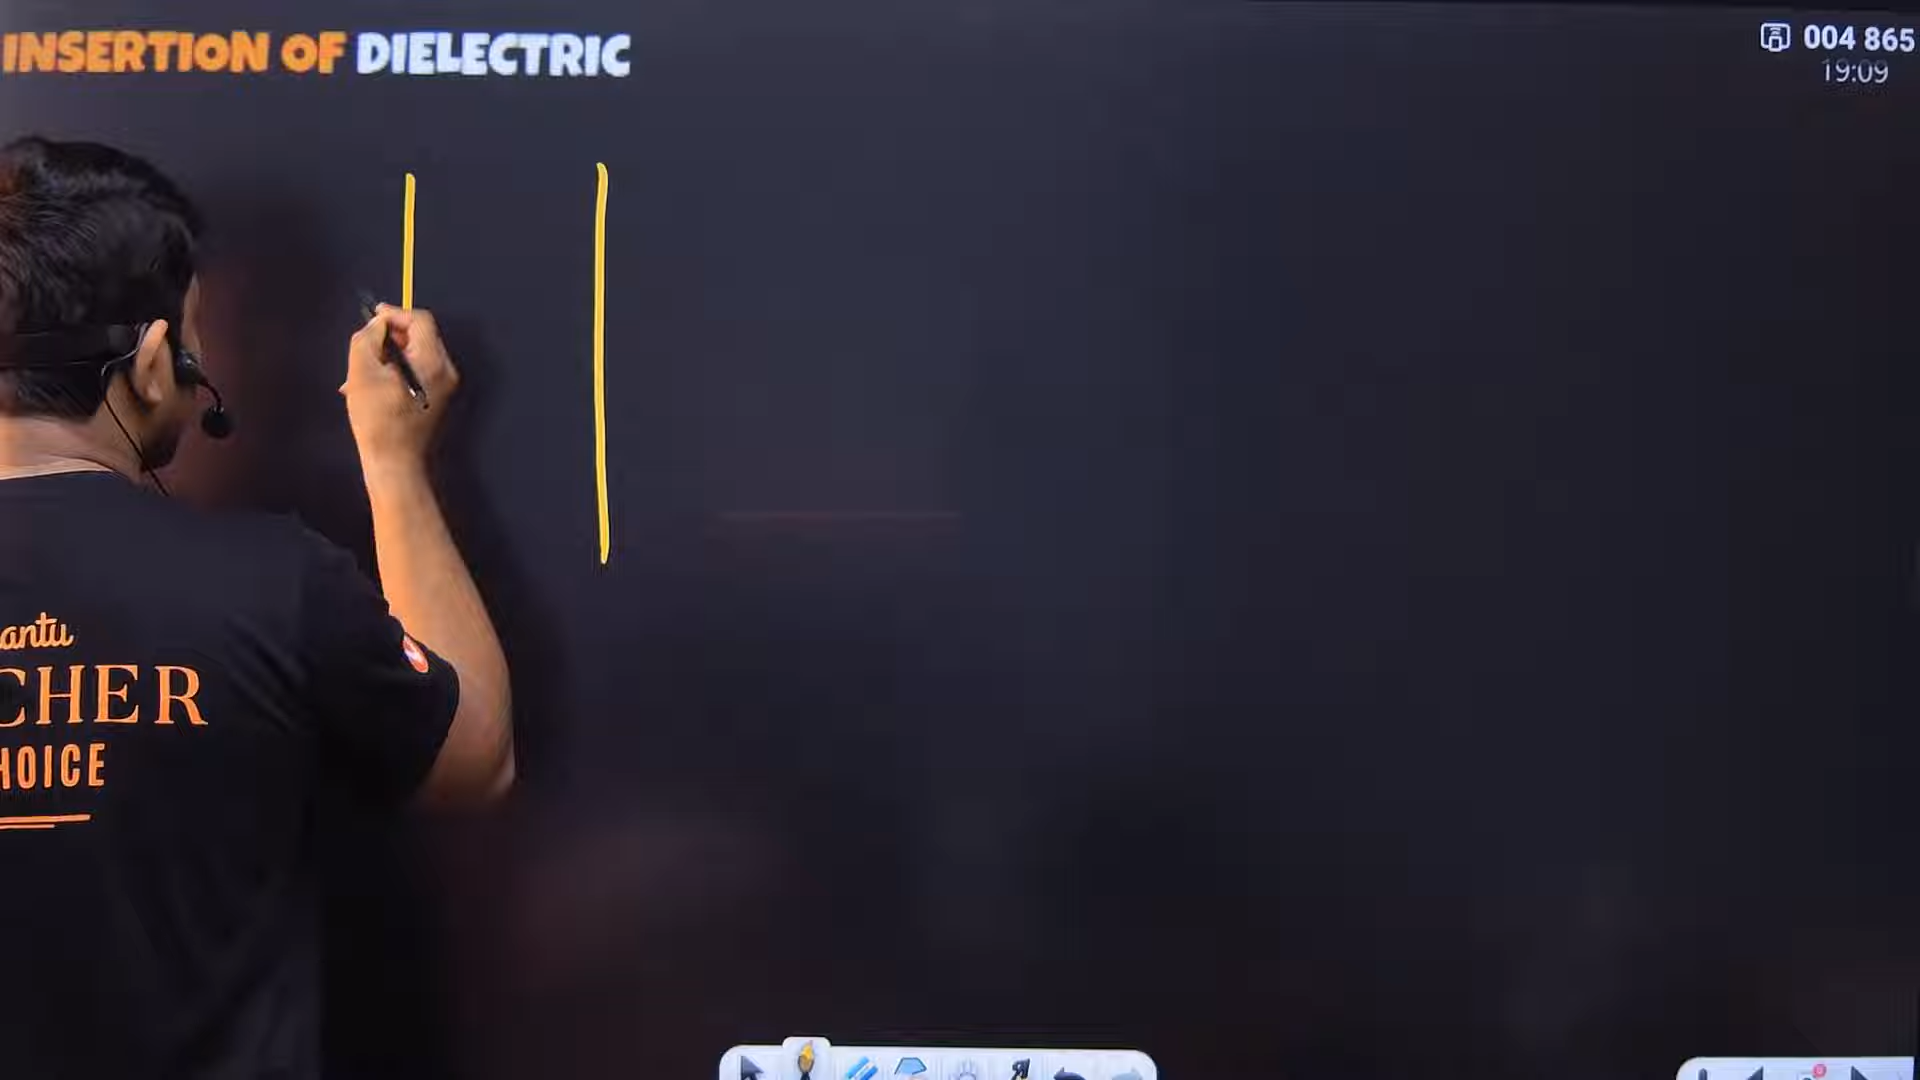 INSERTION OF DIELECTRIC
004 865
19:09
antu
CHER
HOICE